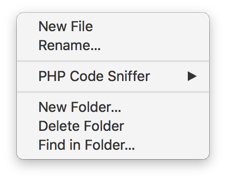 New File
Rename...
PHP Code Sniffer
New Folder...
Delete Folder
Find in Folder...